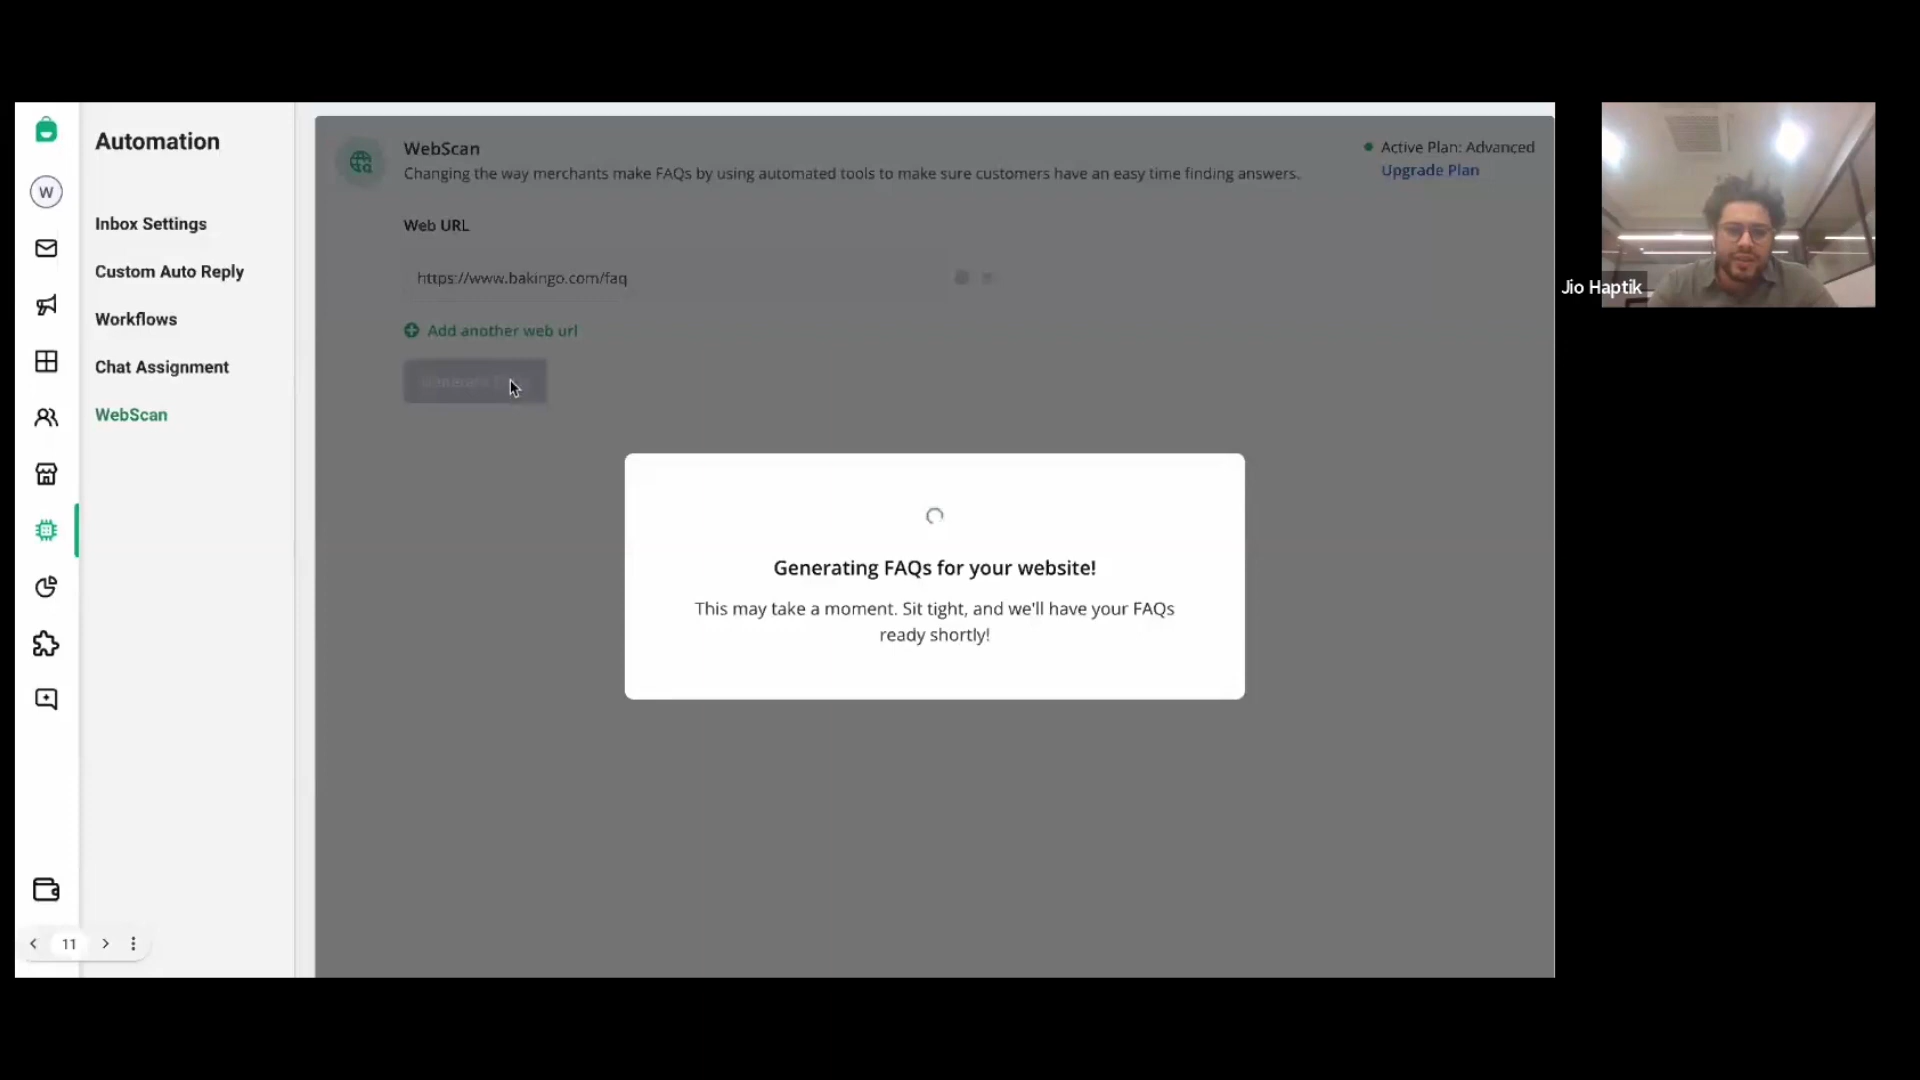 Automation
W
Inbox Settings
Custom Auto Reply
Workflows
Chat Assignment
WebScan
11
WebScan
Changing the way merchants make FAQs by using automated tools to make sure customers have an easy time finding answers.
Active Plan: Advanced
Upgrade Plan
Web URL
https://www.bakingo.com/faq
Add another web url
Generating FAQs for your website!
This may take a moment. Sit tight, and we'll have your FAQs
ready shortly!
Jio Haptik